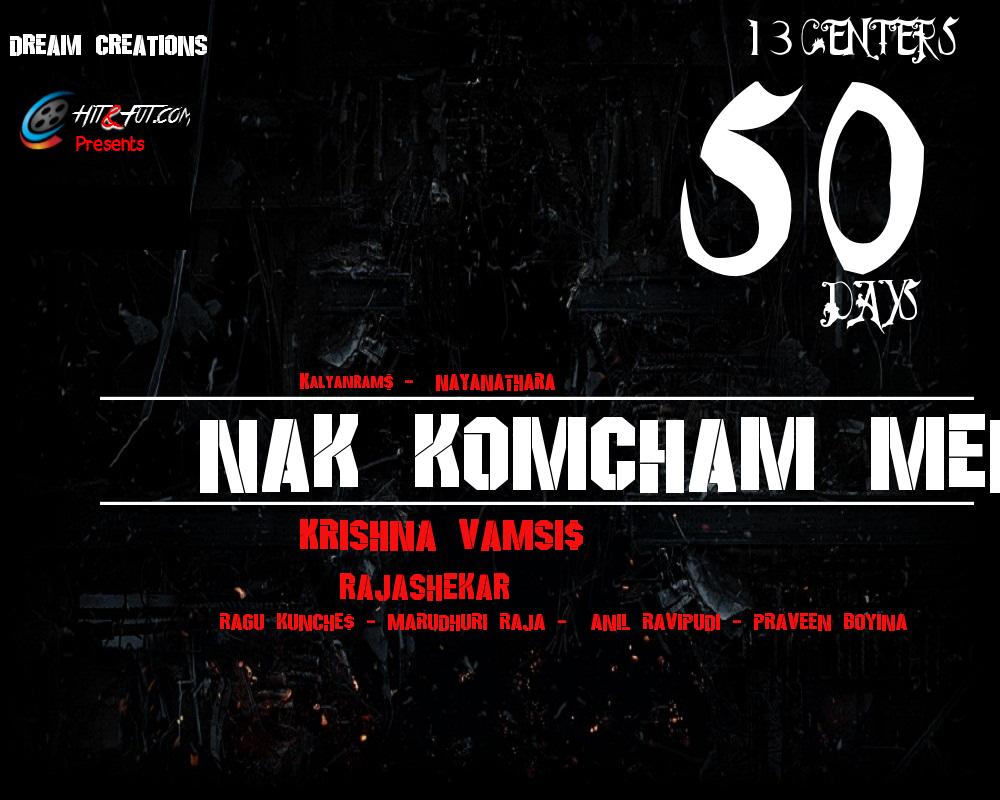 DREAM CREATIONS
13 CENTERS
50
DAYS
HIT&FUT.COM
Presents
KALYANRAM$ - NAYANATHARA
NAK KOMCHAM
KRISHNA VAMSI$
RAJASHEKAR
RAGU KUNCHE$ - MARUDHURI RAJA - ANIL RAVIPUDI - PRAVEEN BOYINA